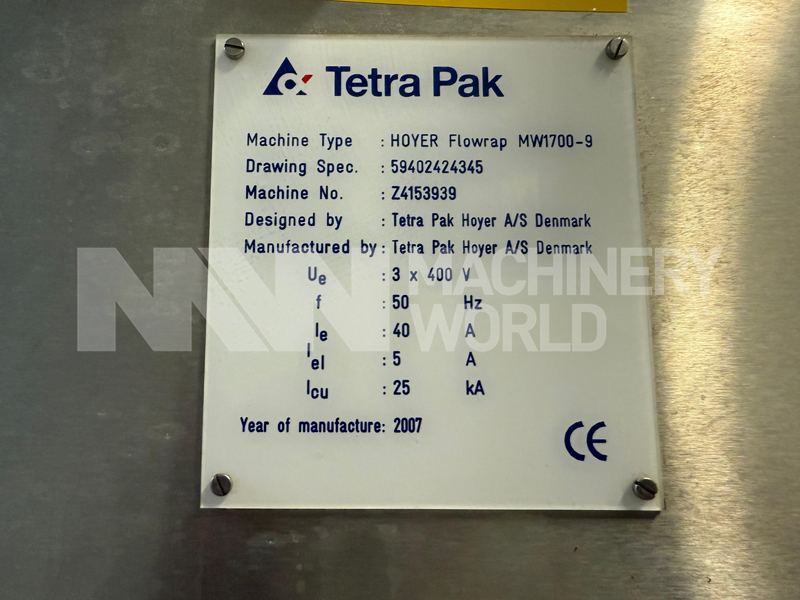 Tetra Pak
Machine Type : HOYER Flowrap MW1700-9
Drawing Spec. : 59402424345
Machine No. : Z4153939
Designed by : Tetra Pak Hoyer A/S Denmark
Manufactured by : Tetra Pak Hoyer A/S Denmark
Ue : 3 x 400 V
f : 50 Hz
Ie : 40 A
Iel : 5 A
Icu : 25 kA
Year of manufacture: 2007
CE
MW MACHINERY
WORLD